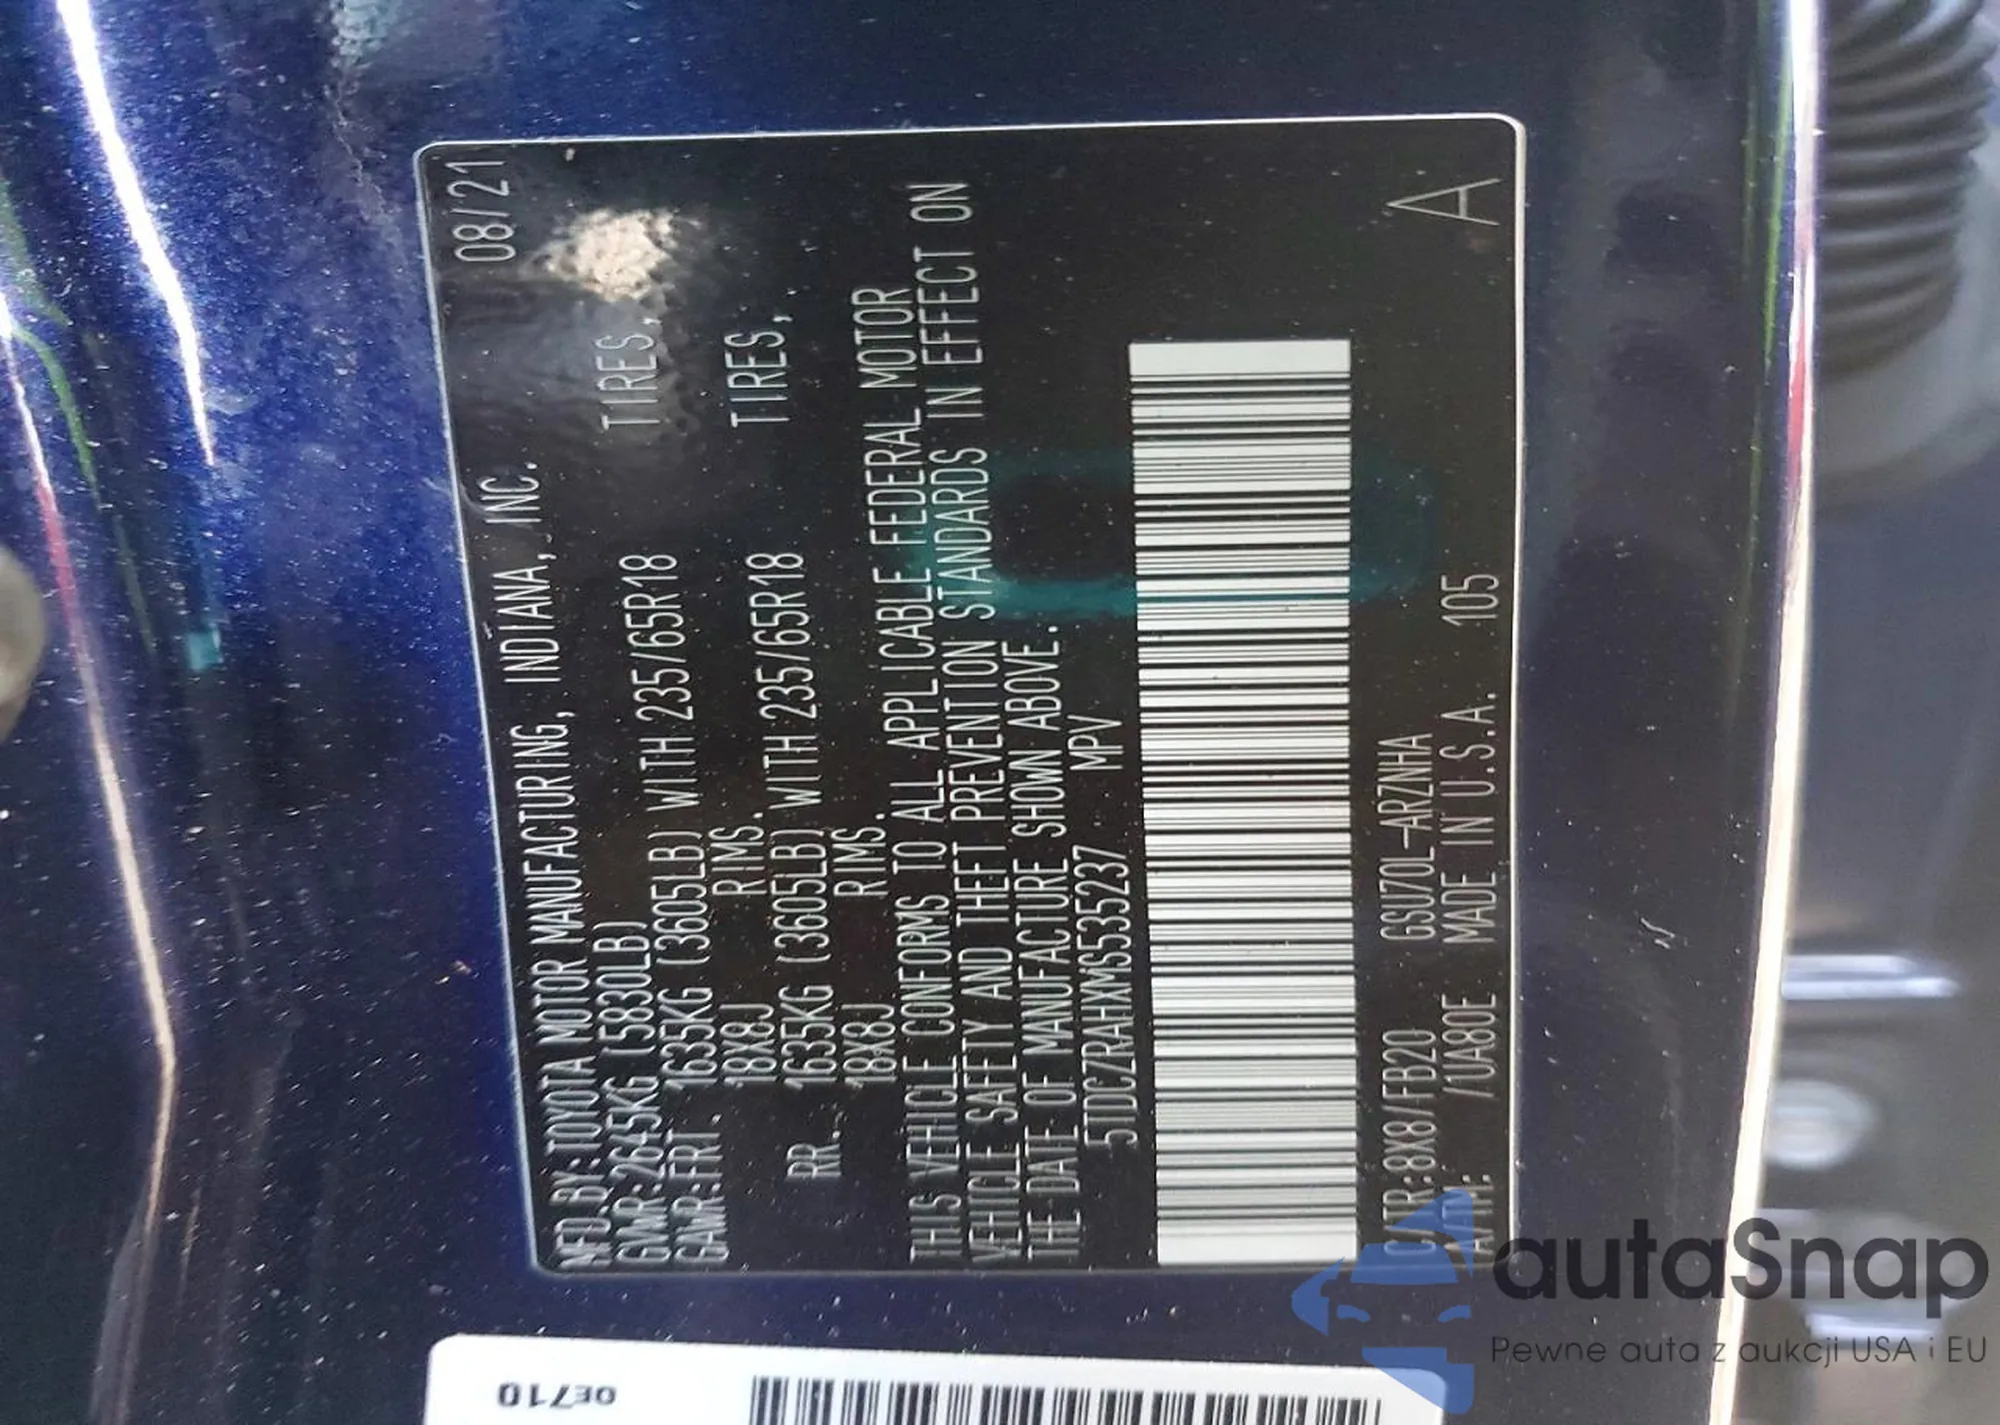 MFD.BY:TOYOTA MOTOR MANUFACTURING, INDIANA, INC. 08/21
GVWR:2645KG (5830LB)
GAWR:FRT. 1635KG (3605LB) WITH 235/65R18 TIRES,
18X8J RIMS.
RR. 1635KG (3605LB) WITH 235/65R18 TIRES,
18X8J RIMS.
THIS VEHICLE CONFORMS TO ALL APPLICABLE FEDERAL MOTOR
VEHICLE SAFETY AND THEFT PREVENTION STANDARDS IN EFFECT ON
THE DATE OF MANUFACTURE SHOWN ABOVE.
5TDCZRAHXMS535237 MPV
C/TR:8X8/FB20 GSU70L-ARZNHA
A/TM: /UA80E MADE IN U.S.A. 105
A
0E710
autaSnap
Pewne auta z aukcji USA i EU